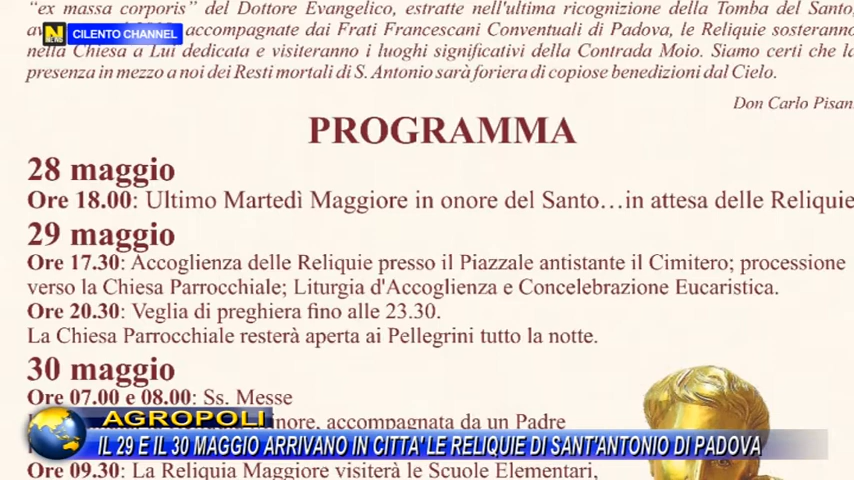 "ex massa corporis" del Dottore Evangelico, estratte nell'ultima ricognizione della Tomba del Santo,
accompagnate dai Frati Francescani Conventuali di Padova, le Reliquie sosteranno
nella Chiesa a Lui dedicata e visiteranno i luoghi significativi della Contrada Moio. Siamo certi che la
presenza in mezzo a noi dei Resti mortali di S. Antonio sarà foriera di copiose benedizioni dal Cielo.
N
NEWS
CILENTO CHANNEL
Don Carlo Pisani
PROGRAMMA
28 maggio
Ore 18.00: Ultimo Martedì Maggiore in onore del Santo…in attesa delle Reliquie
29 maggio
Ore 17.30: Accoglienza delle Reliquie presso il Piazzale antistante il Cimitero; processione
verso la Chiesa Parrocchiale; Liturgia d'Accoglienza e Concelebrazione Eucaristica.
Ore 20.30: Veglia di preghiera fino alle 23.30.
La Chiesa Parrocchiale resterà aperta ai Pellegrini tutto la notte.
30 maggio
Ore 07.00 e 08.00: Ss. Messe
inore, accompagnata da un Padre
AGROPOLI
IL 29 E IL 30 MAGGIO ARRIVANO IN CITTA' LE RELIQUIE DI SANT'ANTONIO DI PADOVA
Ore 09.30: La Reliquia Maggiore visiterà le Scuole Elementari,